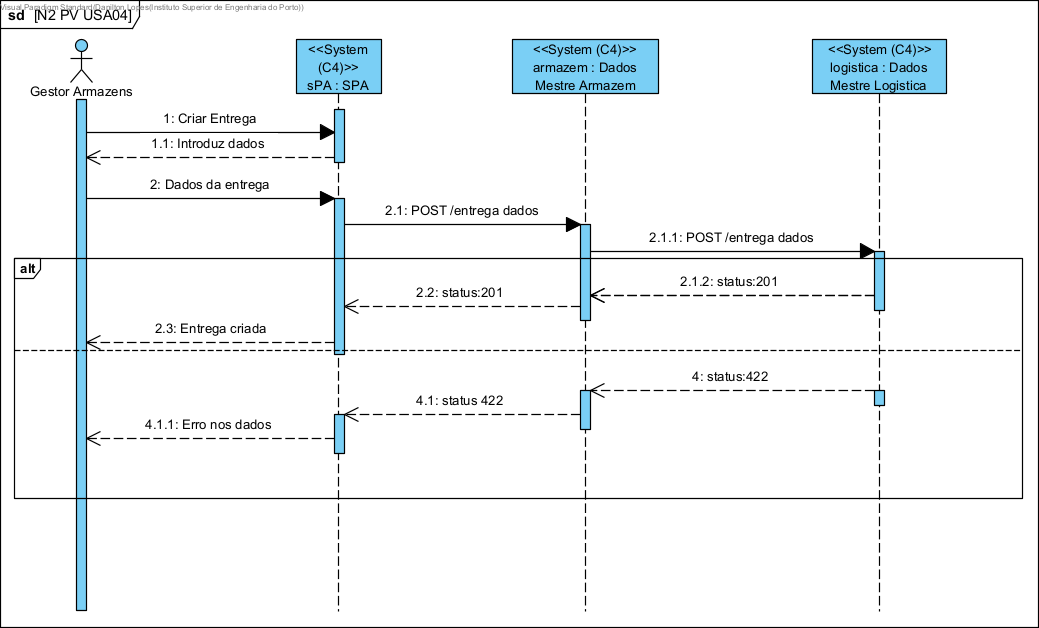 Visual Paradigm Standard(Danilton Lopes(Instituto Superior de Engenharia do Porto))
sd [N2 PV USA04]
Gestor Armazens
<<System
(C4)>>
sPA : SPA
<<System (C4)>>
armazem : Dados
Mestre Armazem
<<System (C4)>>
logistica : Dados
Mestre Logistica
1: Criar Entrega
1.1: Introduz dados
2: Dados da entrega
2.1: POST /entrega dados
2.1.1: POST /entrega dados
alt
2.1.2: status:201
2.2: status:201
2.3: Entrega criada
4: status:422
4.1: status 422
4.1.1: Erro nos dados